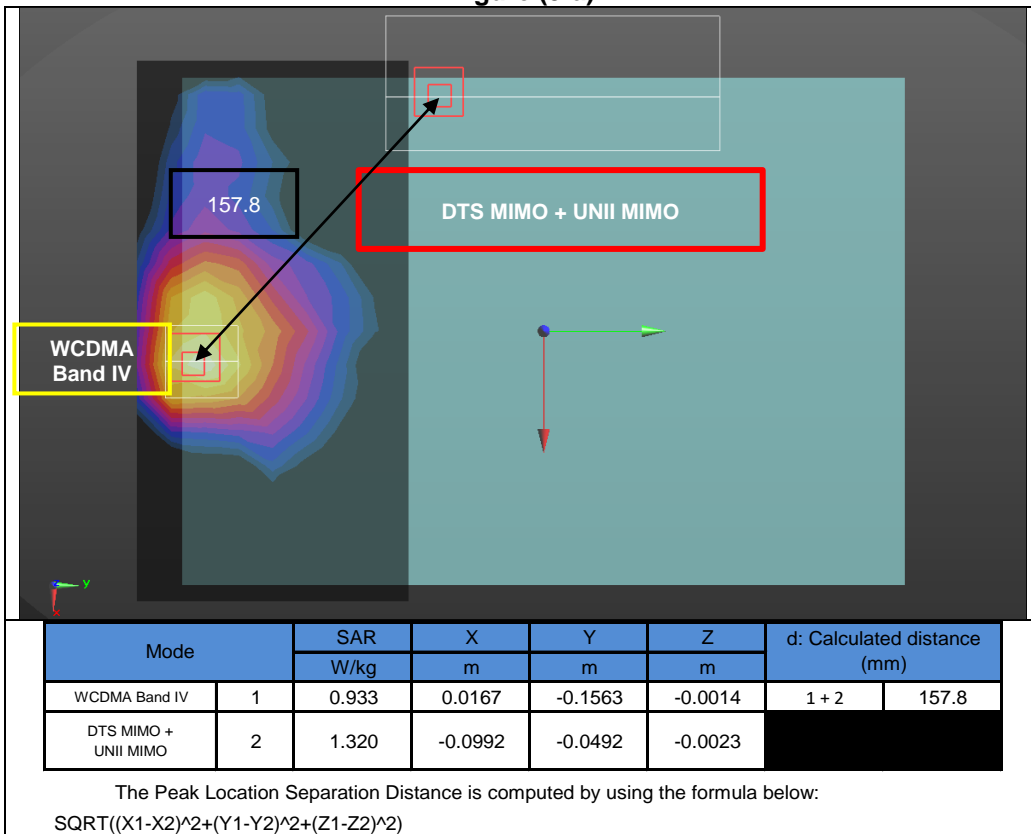 157.8
DTS MIMO + UNII MIMO
WCDMA
Band IV
y
x
Mode SAR X Y Z d: Calculated distance
(mm)
W/kg m m m
WCDMA Band IV 1 0.933 0.0167 -0.1563 -0.0014 1 + 2 157.8
DTS MIMO +
UNII MIMO 2 1.320 -0.0992 -0.0492 -0.0023
The Peak Location Separation Distance is computed by using the formula below:
SQRT((X1-X2)^2+(Y1-Y2)^2+(Z1-Z2)^2)